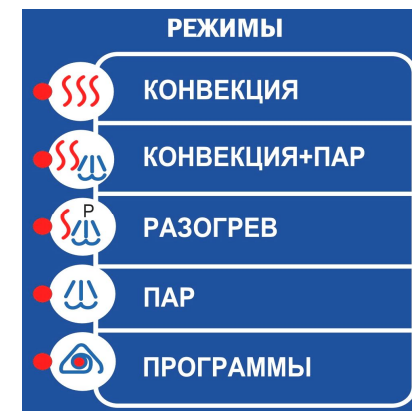 РЕЖИМЫ
КОНВЕКЦИЯ
КОНВЕКЦИЯ+ПАР
P
РАЗОГРЕВ
ПАР
ПРОГРАММЫ